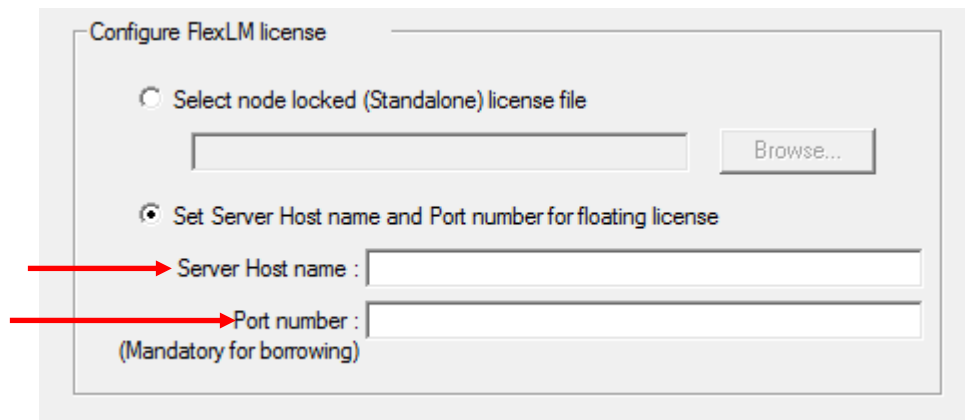 Configure FlexLM license
Select node locked (Standalone) license file
Browse...
Set Server Host name and Port number for floating license
Server Host name :
Port number :
(Mandatory for borrowing)